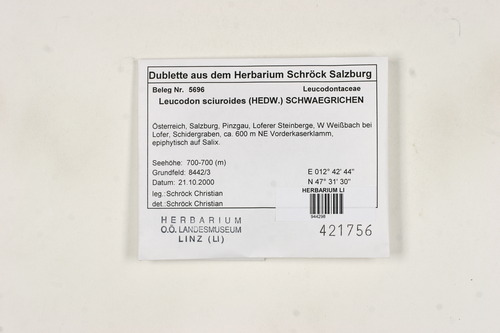 Dublette aus dem Herbarium Schröck Salzburg
Beleg Nr. 5696 Leucodontaceae
Leucodon sciuroides (HEDW.) SCHWAEGRICHEN
Österreich, Salzburg, Pinzgau, Loferer Steinberge, W Weißbach bei
Lofer, Schidergraben, ca. 600 m NE Vorderkaserklamm,
epiphytisch auf Salix.
Seehöhe: 700-700 (m)
Grundfeld: 8442/3 E 012° 42' 44"
Datum: 21.10.2000 N 47° 31' 30"
leg.:Schröck Christian HERBARIUM LI
det.:Schröck Christian
944298
HERBARIUM
O.Ö. LANDESMUSEUM
LINZ (LI)
421756